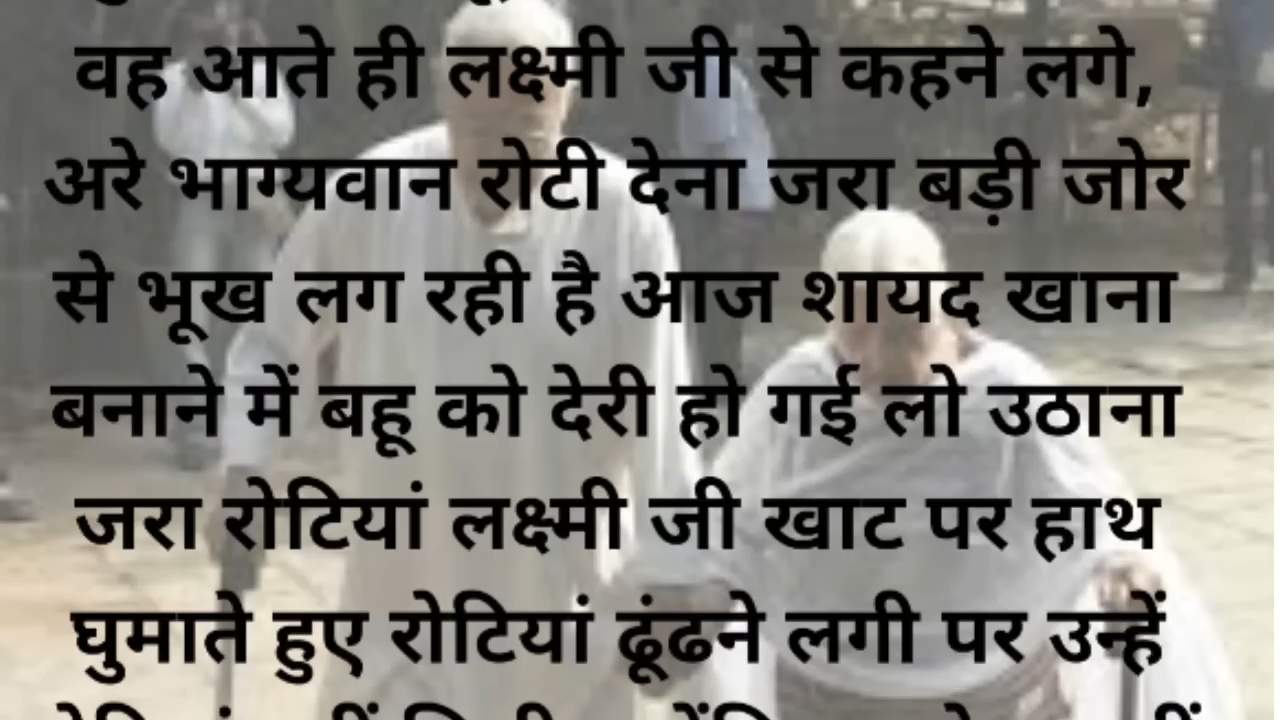 वह आते ही लक्ष्मी जी से कहने लगे,
अरे भाग्यवान रोटी देना जरा बड़ी जोर
से भूख लग रही है आज शायद खाना
बनाने में बहू को देरी हो गई लो उठाना
जरा रोटियां लक्ष्मी जी खाट पर हाथ
घुमाते हुए रोटियां ढूंढने लगी पर उन्हें